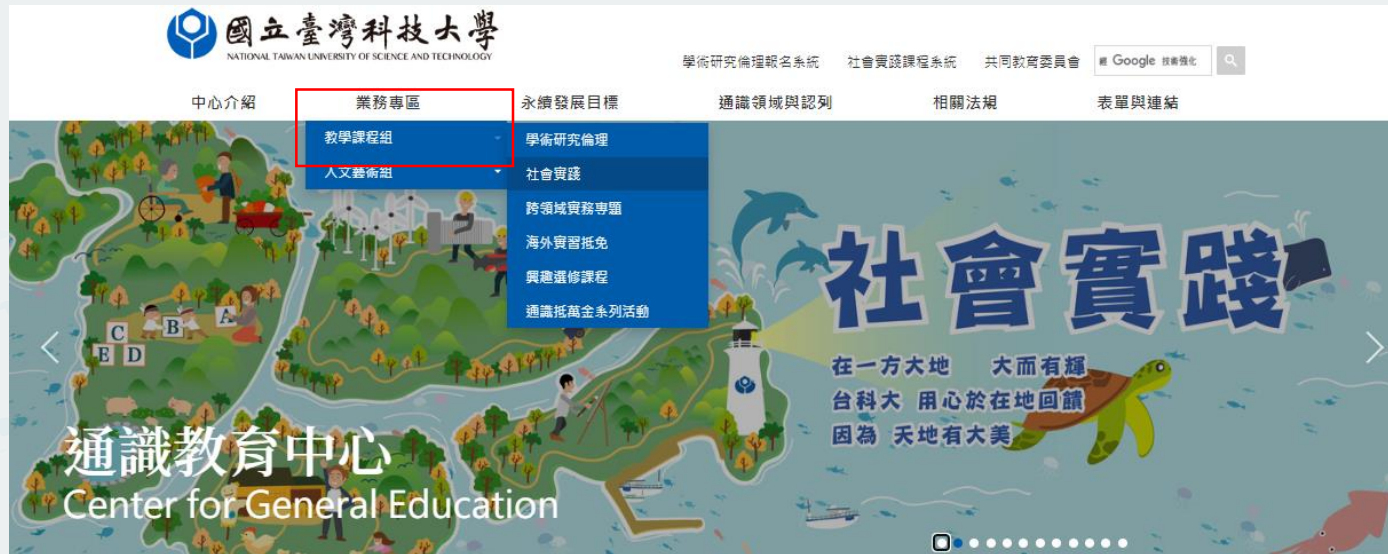 國立臺灣科技大學
NATIONAL TAIWAN UNIVERSITY OF SCIENCE AND TECHNOLOGY
學術研究倫理報名系統 社會實踐課程系統 共同教育委員會 經 Google 技術強化
中心介紹 業務專區 永續發展目標 通識領域與認列 相關法規 表單與連結
教學課程組
人文藝術組
學術研究倫理
社會實踐
跨領域實務專題
海外實習抵免
興趣選修課程
通識抵萬金系列活動
社會實踐
在一方大地 大而有輝
台科大 用心於在地回饋
因為 天地有大美
C B A
E D
通識教育中心
Center for General Education